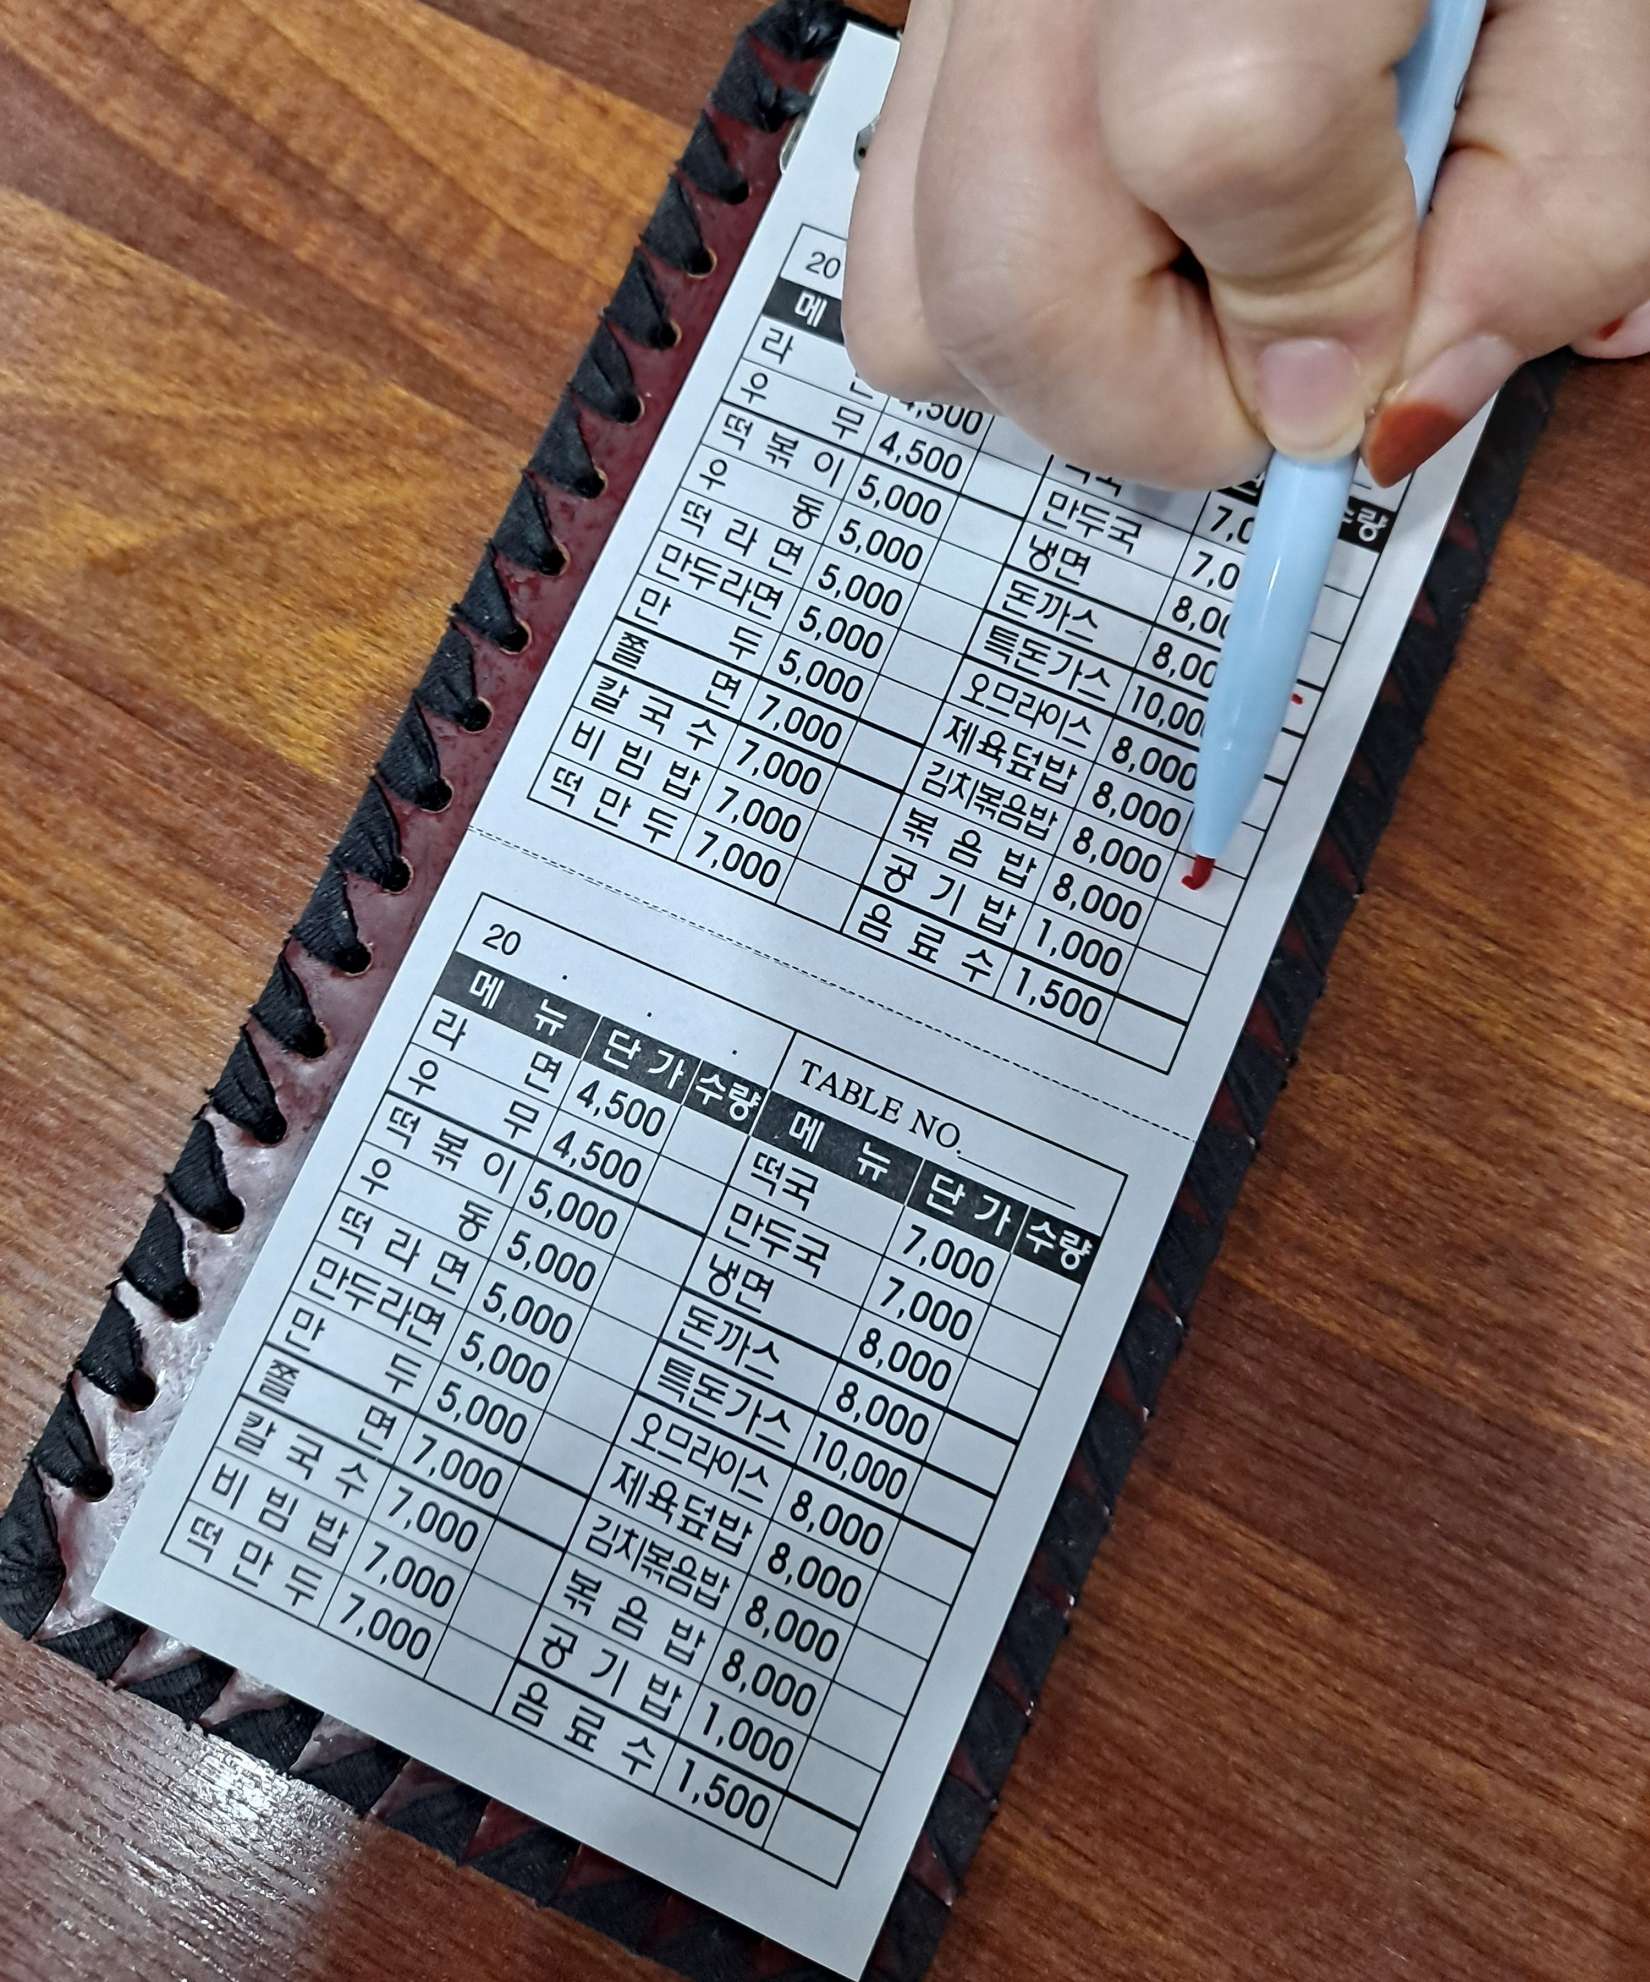 20
메
라
우 무 4,500
떡 볶 이 5,000
우 동 5,000
떡 라 면 5,000
만두라면 5,000
만 두 5,000
쫄 면 7,000
칼 국 수 7,000
비 빔 밥 7,000
떡 만 두 7,000
만두국
냉면
돈까스
특돈가스
오므라이스 8,000
제육덮밥 8,000
김치볶음밥 8,000
볶 음 밥 8,000
공 기 밥 1,000
음 료 수 1,500
20 . . . TABLE NO.
메 뉴 단 가 수량
라 면 4,500
우 무 4,500
떡 볶 이 5,000
우 동 5,000
떡 라 면 5,000
만두라면 5,000
만 두 5,000
쫄 면 7,000
칼 국 수 7,000
비 빔 밥 7,000
떡 만 두 7,000
메 뉴 단 가 수량
떡국 7,000
만두국 7,000
냉면 8,000
돈까스 8,000
특돈가스 10,000
오므라이스 8,000
제육덮밥 8,000
김치볶음밥 8,000
볶 음 밥 8,000
공 기 밥 1,000
음 료 수 1,500